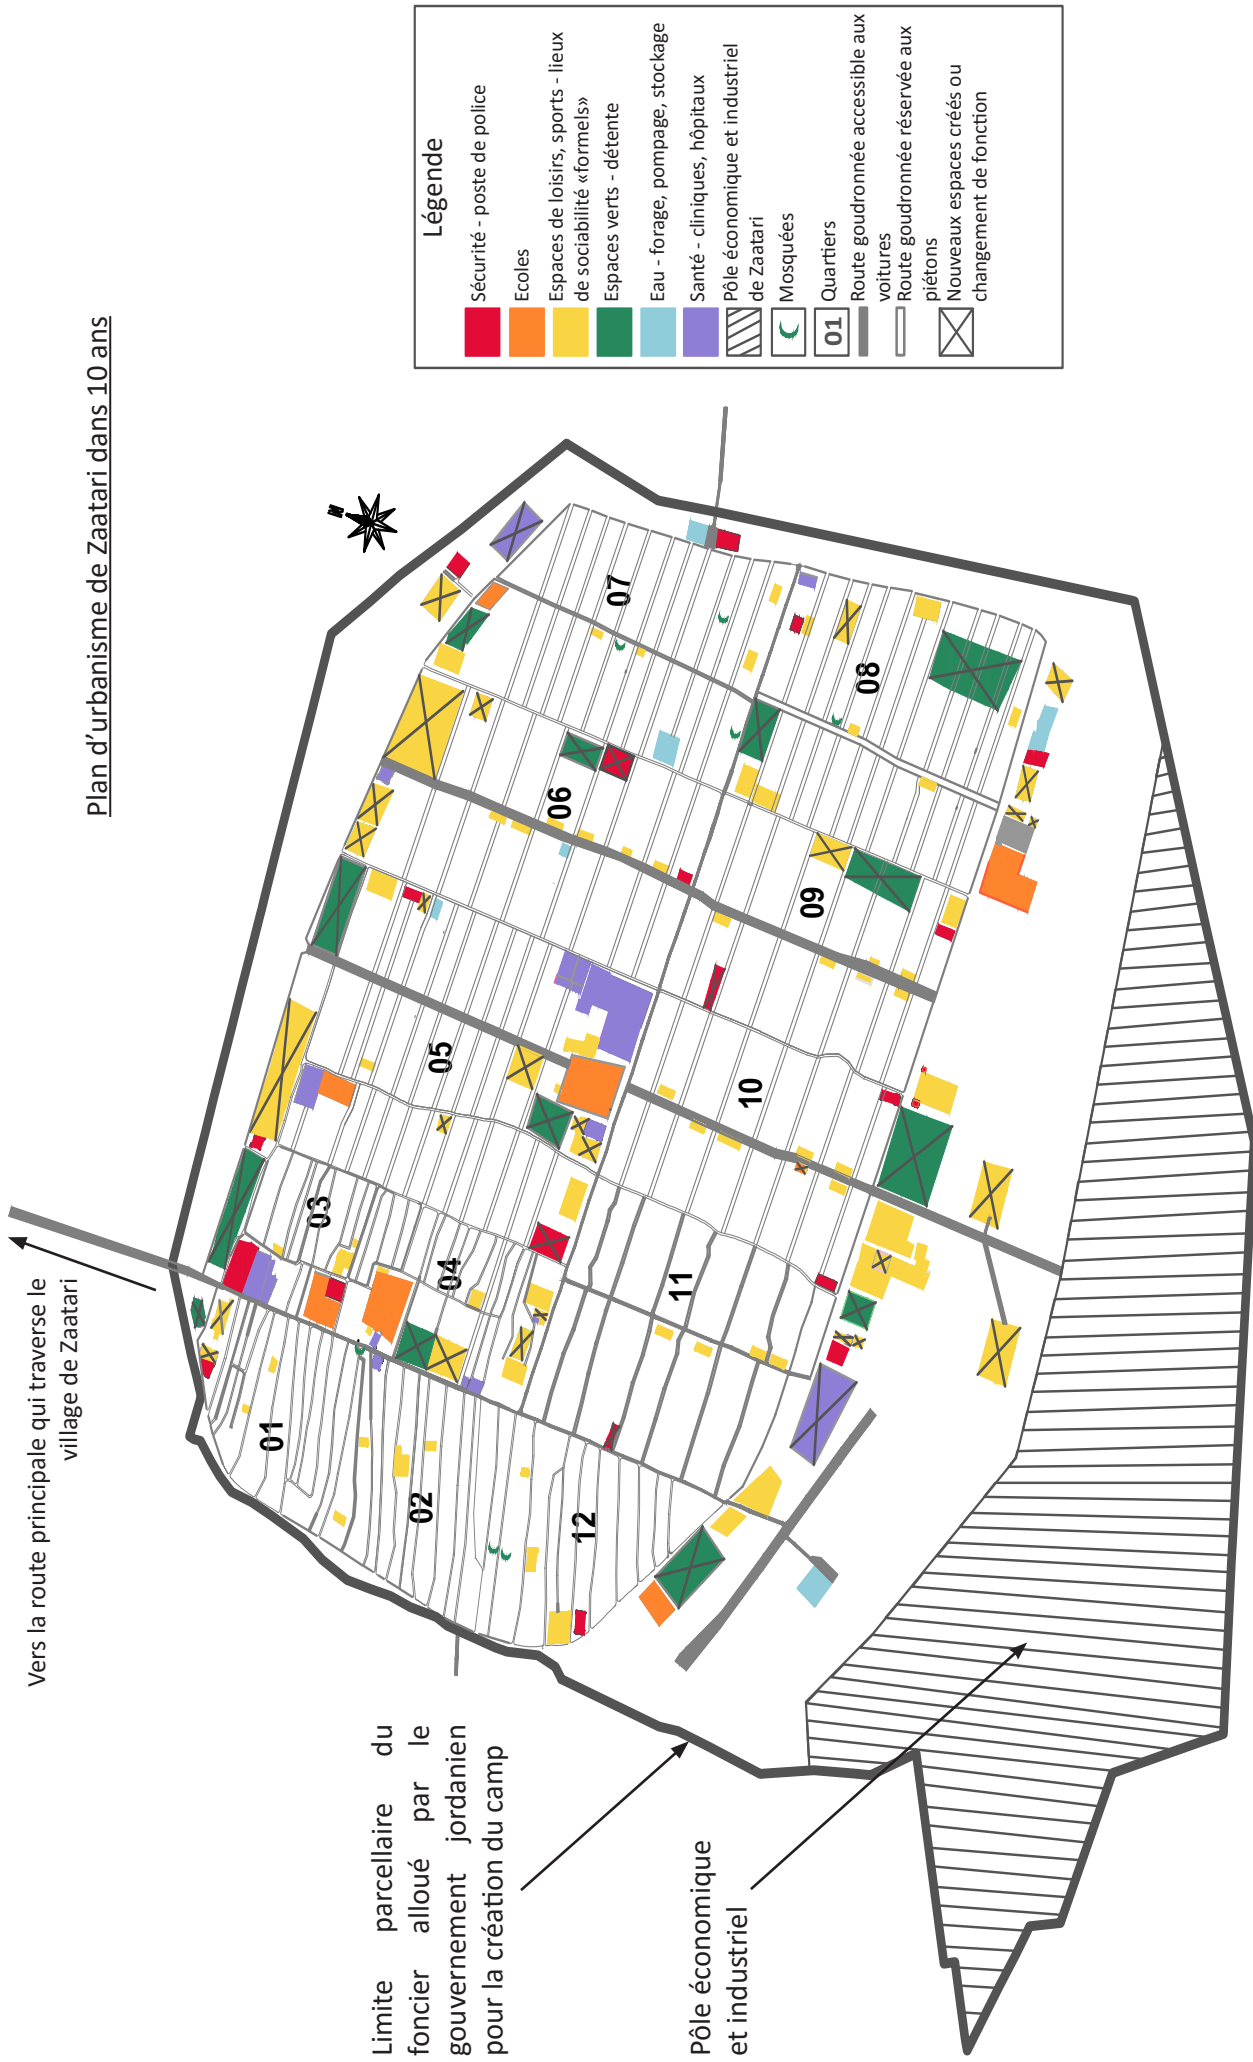 Plan d’urbanisme de Zaatari dans 10 ans
Vers la route principale qui traverse le
village de Zaatari
N
Limite parcellaire du
foncier alloué par le
gouvernement jordanien
pour la création du camp
Pôle économique
et industriel
01
02
03
04
05
06
07
08
09
10
11
12
Légende
Sécurité - poste de police
Ecoles
Espaces de loisirs, sports - lieux
de sociabilité «formels»
Espaces verts - détente
Eau - forage, pompage, stockage
Santé - cliniques, hôpitaux
Pôle économique et industriel
de Zaatari
Mosquées
01
Quartiers
Route goudronnée accessible aux
voitures
Route goudronnée réservée aux
piétons
Nouveaux espaces créés ou
changement de fonction